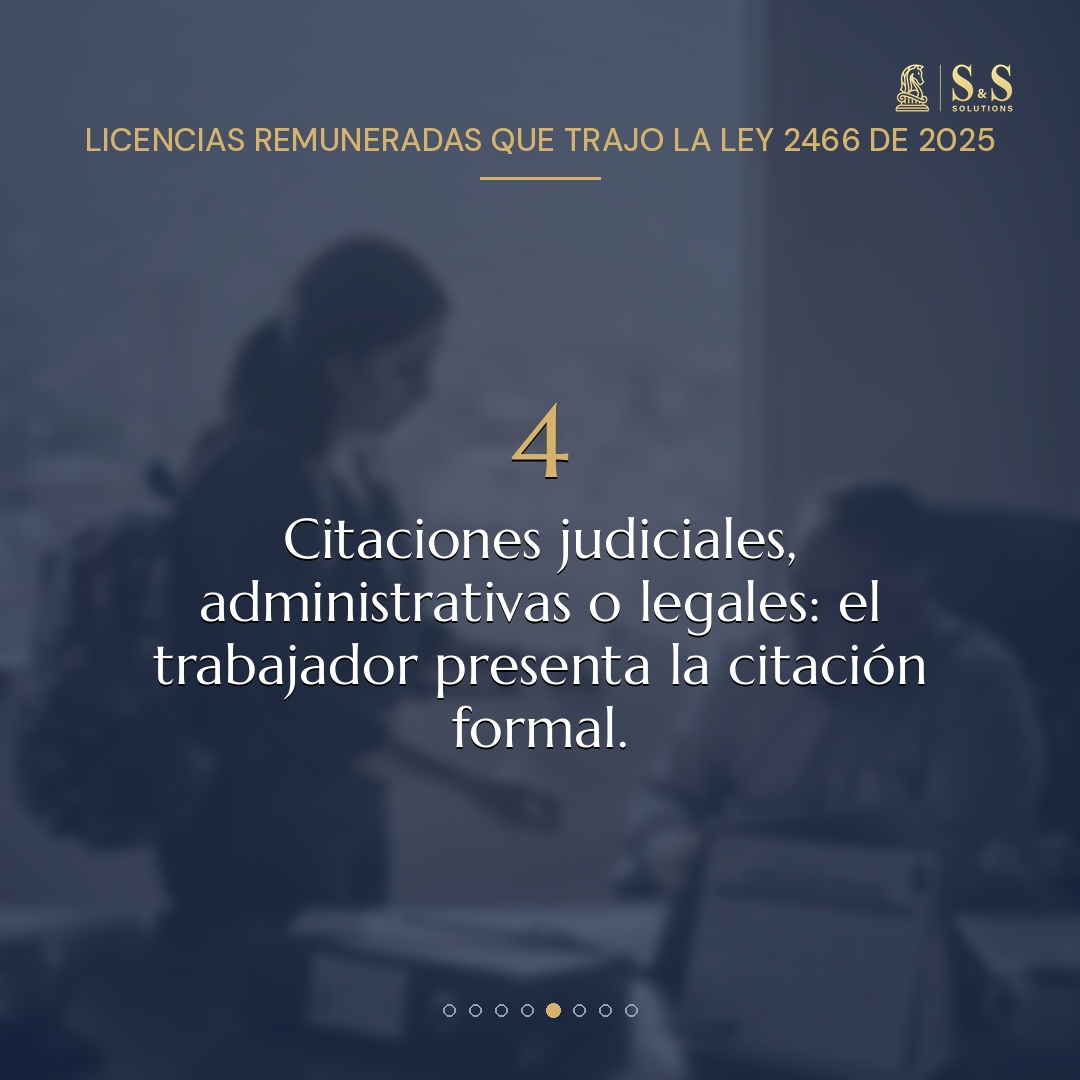 S&S
SOLUTIONS
LICENCIAS REMUNERADAS QUE TRAJO LA LEY 2466 DE 2025
4
Citaciones judiciales,
administrativas o legales: el
trabajador presenta la citación
formal.